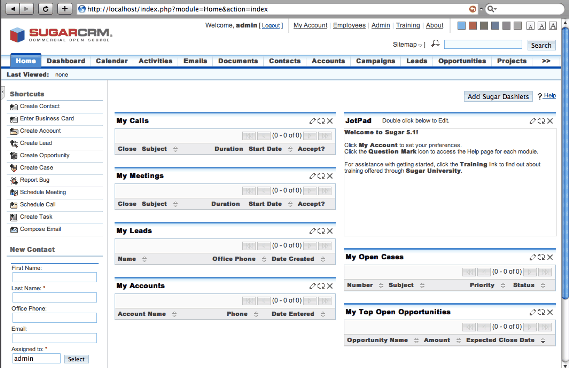 http://localhost/index.php?module=Home&action=index
Welcome, admin [ Logout ] My Account Employees Admin Training About
SUGARCRM.
COMMERCIAL OPEN SOURCE
Sitemap
Search
Home Dashboard Calendar Activities Emails Documents Contacts Accounts Campaigns Leads Opportunities Projects >>
Last Viewed: none
Shortcuts
Create Contact
Enter Business Card
Create Account
Create Lead
Create Opportunity
Create Case
Report Bug
Schedule Meeting
Schedule Call
Create Task
Compose Email
New Contact
First Name:
Last Name: *
Office Phone:
Email:
Assigned to: *
admin Select
Add Sugar Dashlets ? Help
My Calls
(0 - 0 of 0)
Close Subject Duration Start Date Accept?
My Meetings
(0 - 0 of 0)
Close Subject Duration Start Date Accept?
My Leads
(0 - 0 of 0)
Name Office Phone Date Created
My Accounts
(0 - 0 of 0)
Account Name Phone Date Entered
JotPad Double click below to Edit.
Welcome to Sugar 5.1!
Click My Account to set your preferences.
Click the Question Mark icon to access the Help page for each module.
For assistance with getting started, click the Training link to find out about
training offered through Sugar University.
My Open Cases
(0 - 0 of 0)
Number Subject Priority Status
My Top Open Opportunities
(0 - 0 of 0)
Opportunity Name Amount Expected Close Date